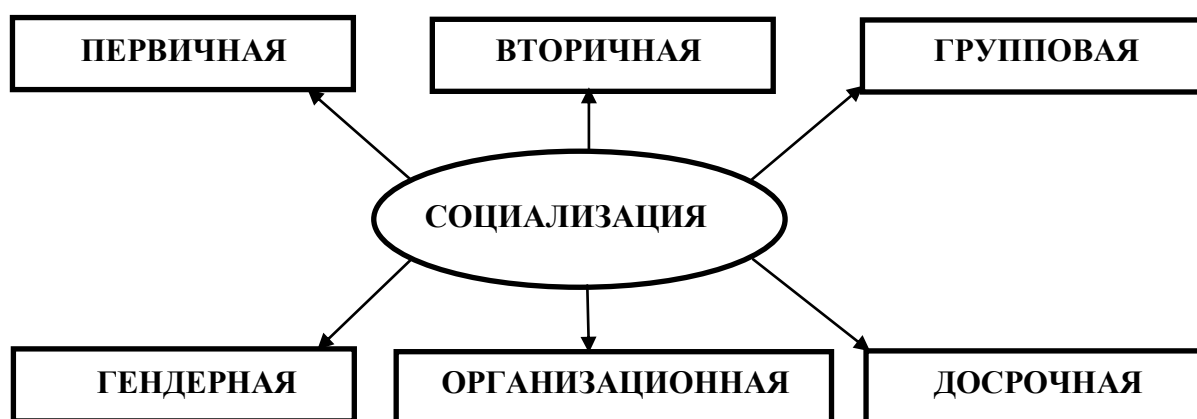 ПЕРВИЧНАЯ
ВТОРИЧНАЯ
ГРУППОВАЯ
СОЦИАЛИЗАЦИЯ
ГЕНДЕРНАЯ
ОРГАНИЗАЦИОННАЯ
ДОСРОЧНАЯ